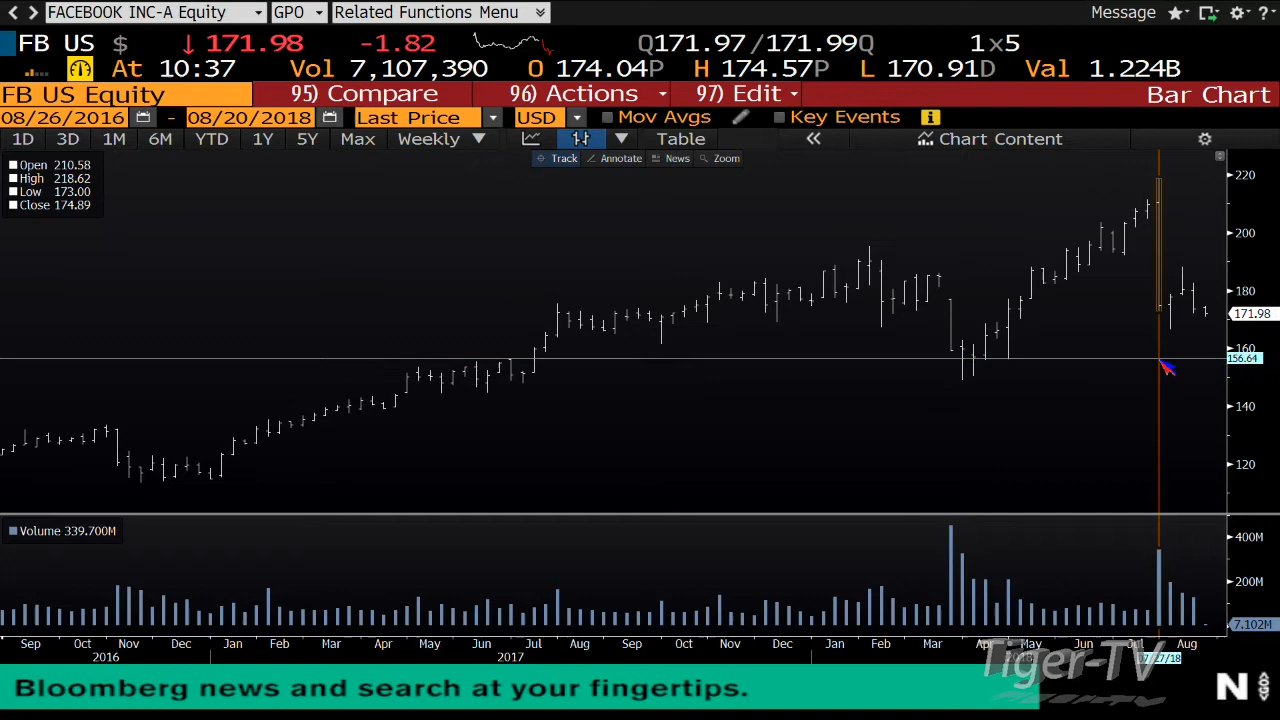 FACEBOOK INC-A Equity GPO Related Functions Menu Message ?
FB US $ ↓ 171.98 -1.82 Q171.97/171.99Q 1x5
At 10:37 Vol 7,107,390 O 174.04P H 174.57P L 170.91D Val 1.224B
FB US Equity 95) Compare 96) Actions 97) Edit Bar Chart
08/26/2016 - 08/20/2018 Last Price USD Mov Avgs Key Events i
1D 3D 1M 6M YTD 1Y 5Y Max Weekly Table « Chart Content
Track Annotate News Zoom
Open 210.58
High 218.62
Low 173.00
Close 174.89
220
200
180
171.98
160
156.64
140
120
Volume 339.700M
400M
200M
7.102M
Sep Oct Nov Dec Jan Feb Mar Apr May Jun Jul Aug Sep Oct Nov Dec Jan Feb Mar Apr May Jun Jul Aug
2016 2017 2018 07/27/18
Tiger-TV
Bloomberg news and search at your fingertips.
N